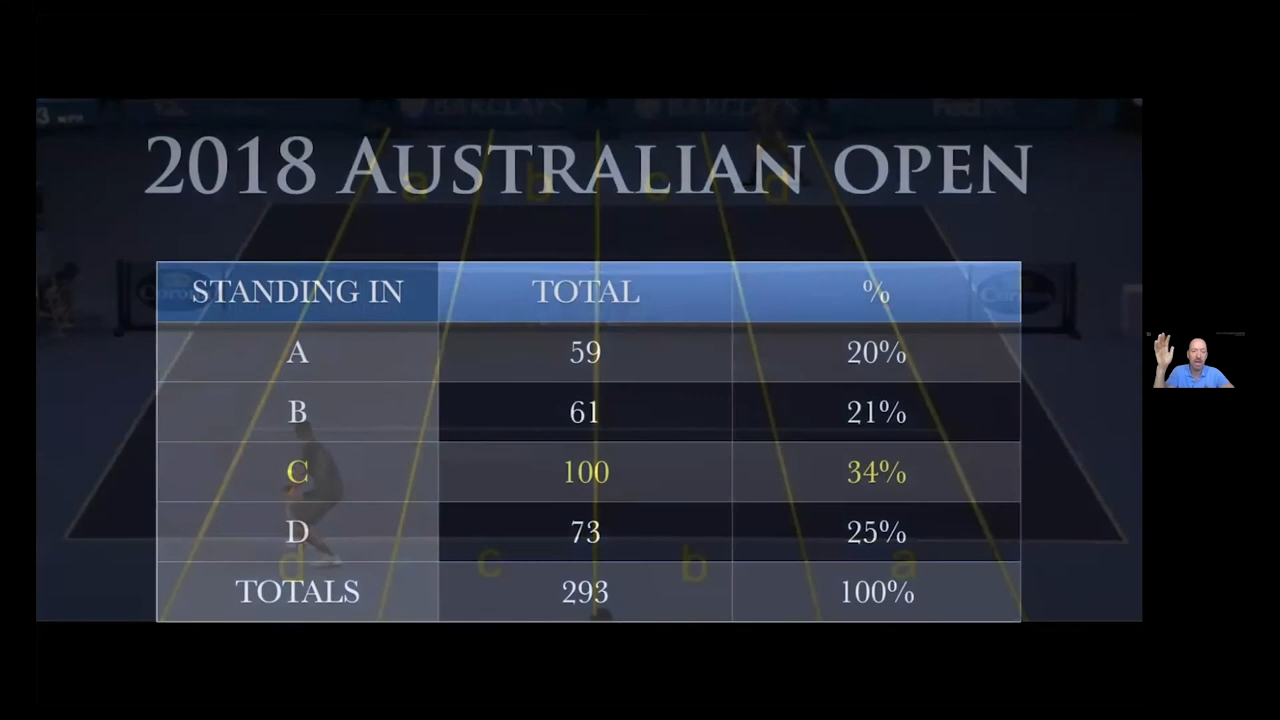 2018 AUSTRALIAN OPEN
a b c d
STANDING IN TOTAL %
A 59 20%
B 61 21%
C 100 34%
D 73 25%
d c b a
TOTALS 293 100%